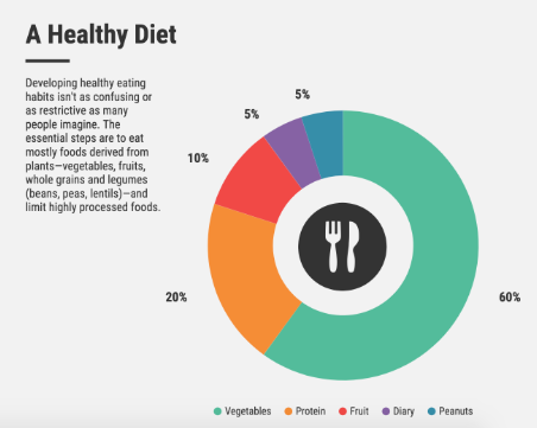 A Healthy Diet
Developing healthy eating
habits isn't as confusing or
as restrictive as many
people imagine. The
essential steps are to eat
mostly foods derived from
plants—vegetables, fruits,
whole grains and legumes
(beans, peas, lentils)—and
limit highly processed foods.
5%
5%
10%
20%
60%
Vegetables Protein Fruit Diary Peanuts